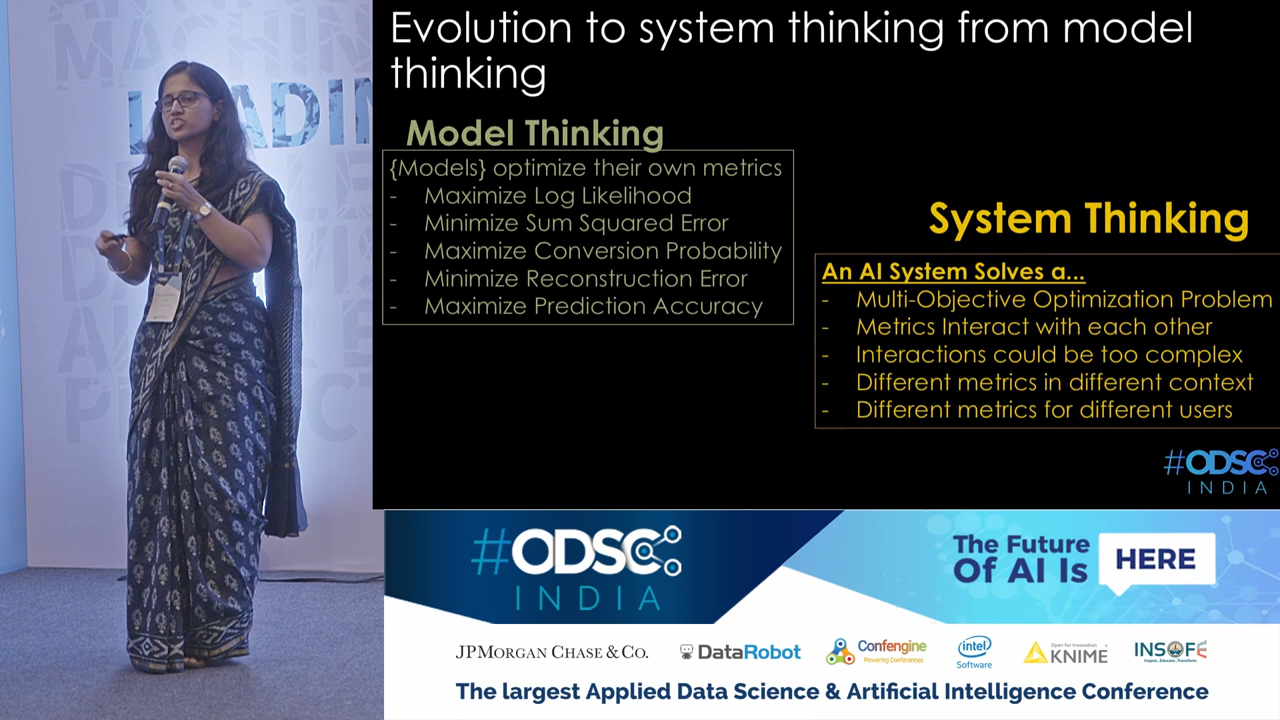 LEADI
Evolution to system thinking from model
thinking
Model Thinking
{Models} optimize their own metrics
- Maximize Log Likelihood
- Minimize Sum Squared Error
- Maximize Conversion Probability
- Minimize Reconstruction Error
- Maximize Prediction Accuracy
System Thinking
An AI System Solves a...
- Multi-Objective Optimization Problem
- Metrics Interact with each other
- Interactions could be too complex
- Different metrics in different context
- Different metrics for different users
#ODSC
INDIA
#ODSC
INDIA
The Future
Of AI Is HERE
JPMORGAN CHASE & CO.
DataRobot
Confengine
Powering Conferences
intel
Software
Open for Innovation
KNIME
INSOFE
Inspire...Educate...Transform.
The largest Applied Data Science & Artificial Intelligence Conference